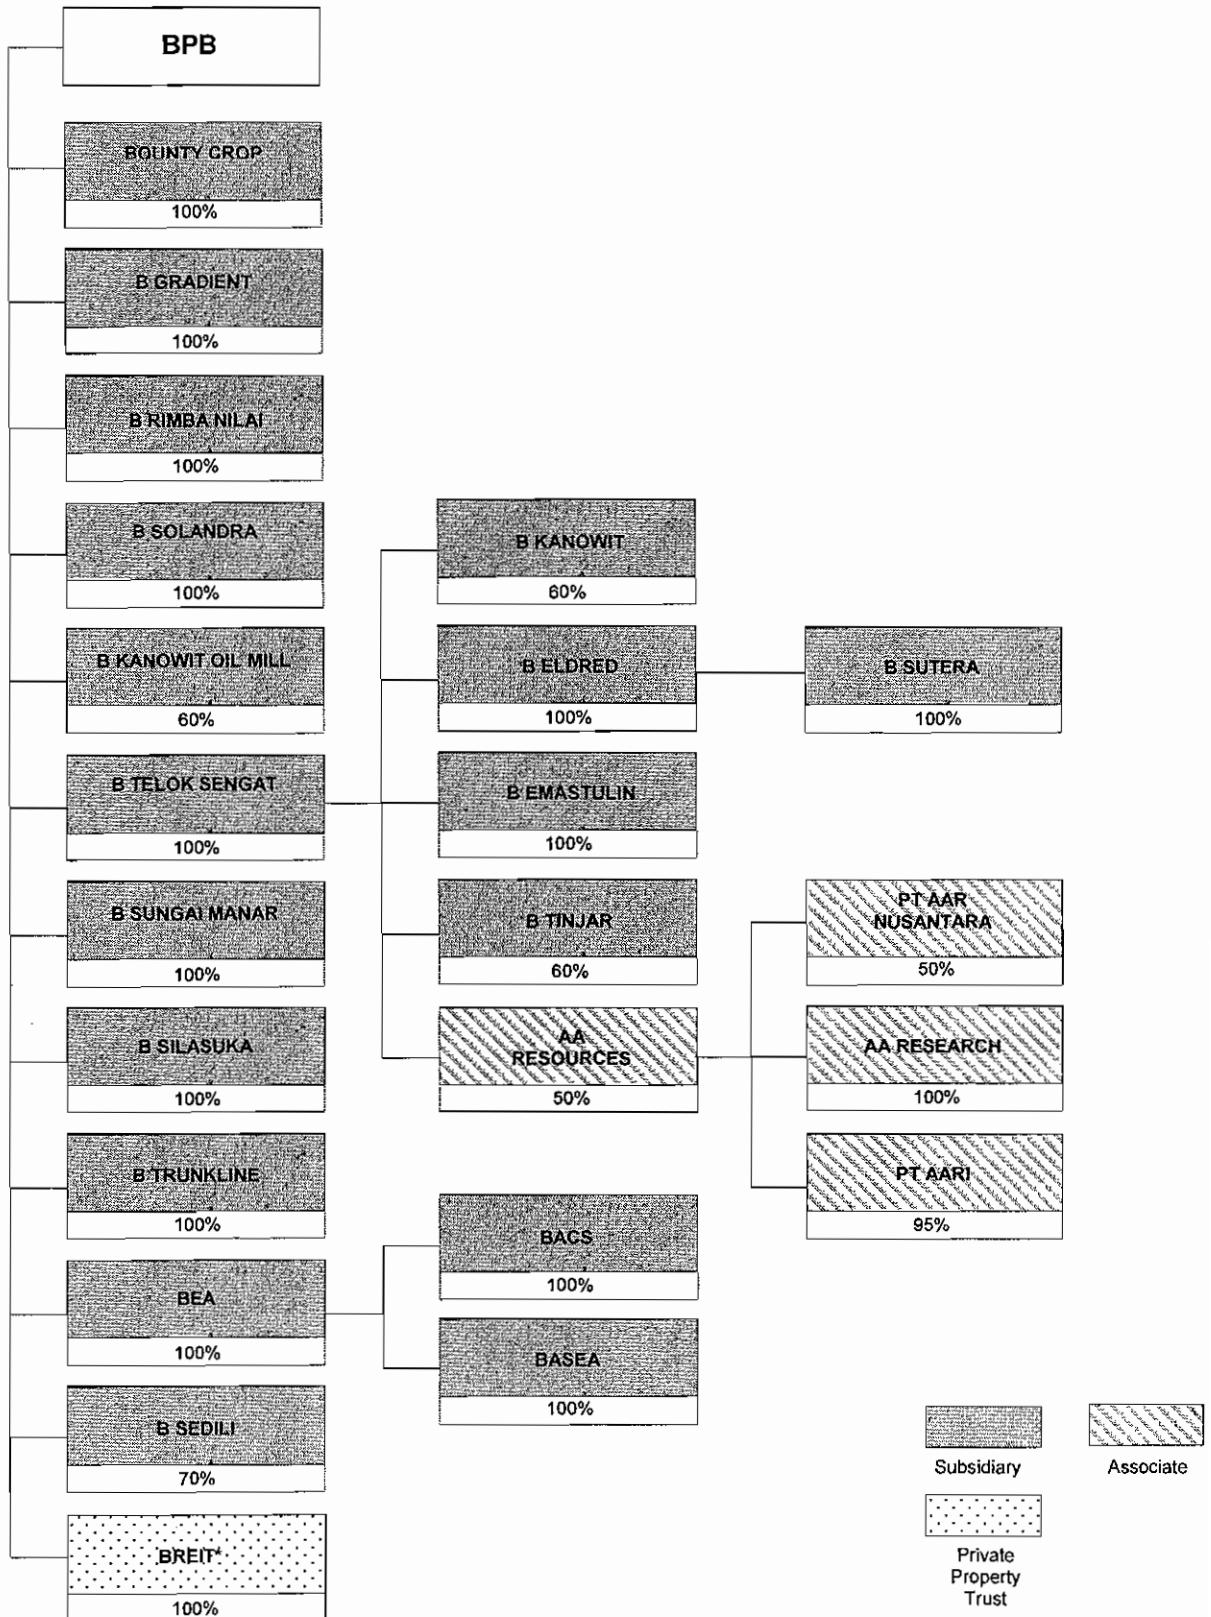 BPB
BOUNTY CROP
100%
B GRADIENT
100%
B RIMBA NILAI
100%
B SOLANDRA
100%
B KANOWIT OIL MILL
60%
B TELOK SENGAT
100%
B SUNGAI MANAR
100%
B SILASUKA
100%
B TRUNKLINE
100%
BEA
100%
B SEDILI
70%
BREIT*
100%
B KANOWIT
60%
B ELDRED
100%
B EMASTULIN
100%
B TINJAR
60%
AA
RESOURCES
50%
BACS
100%
BASEA
100%
B SUTERA
100%
PT AAR
NUSANTARA
50%
AA RESEARCH
100%
PT AARI
95%
Subsidiary
Associate
Private
Property
Trust